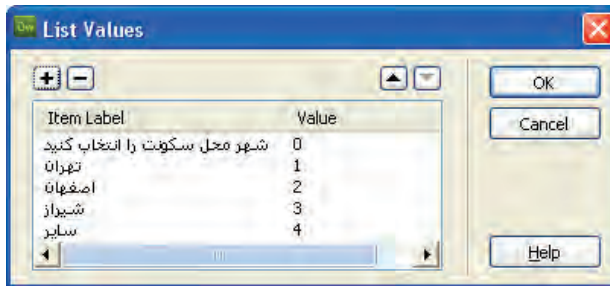 Dw List Values
OK
Item Label Value
Cancel
شهر محل سکونت را انتخاب کنید 0
تهران 1
اصفهان 2
شیراز 3
سایر 4
Help